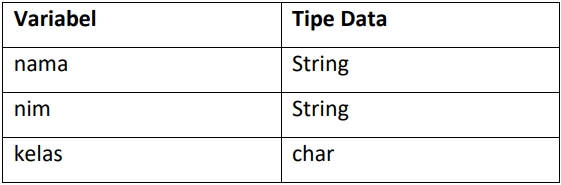 Variabel Tipe Data
nama String
nim String
kelas char